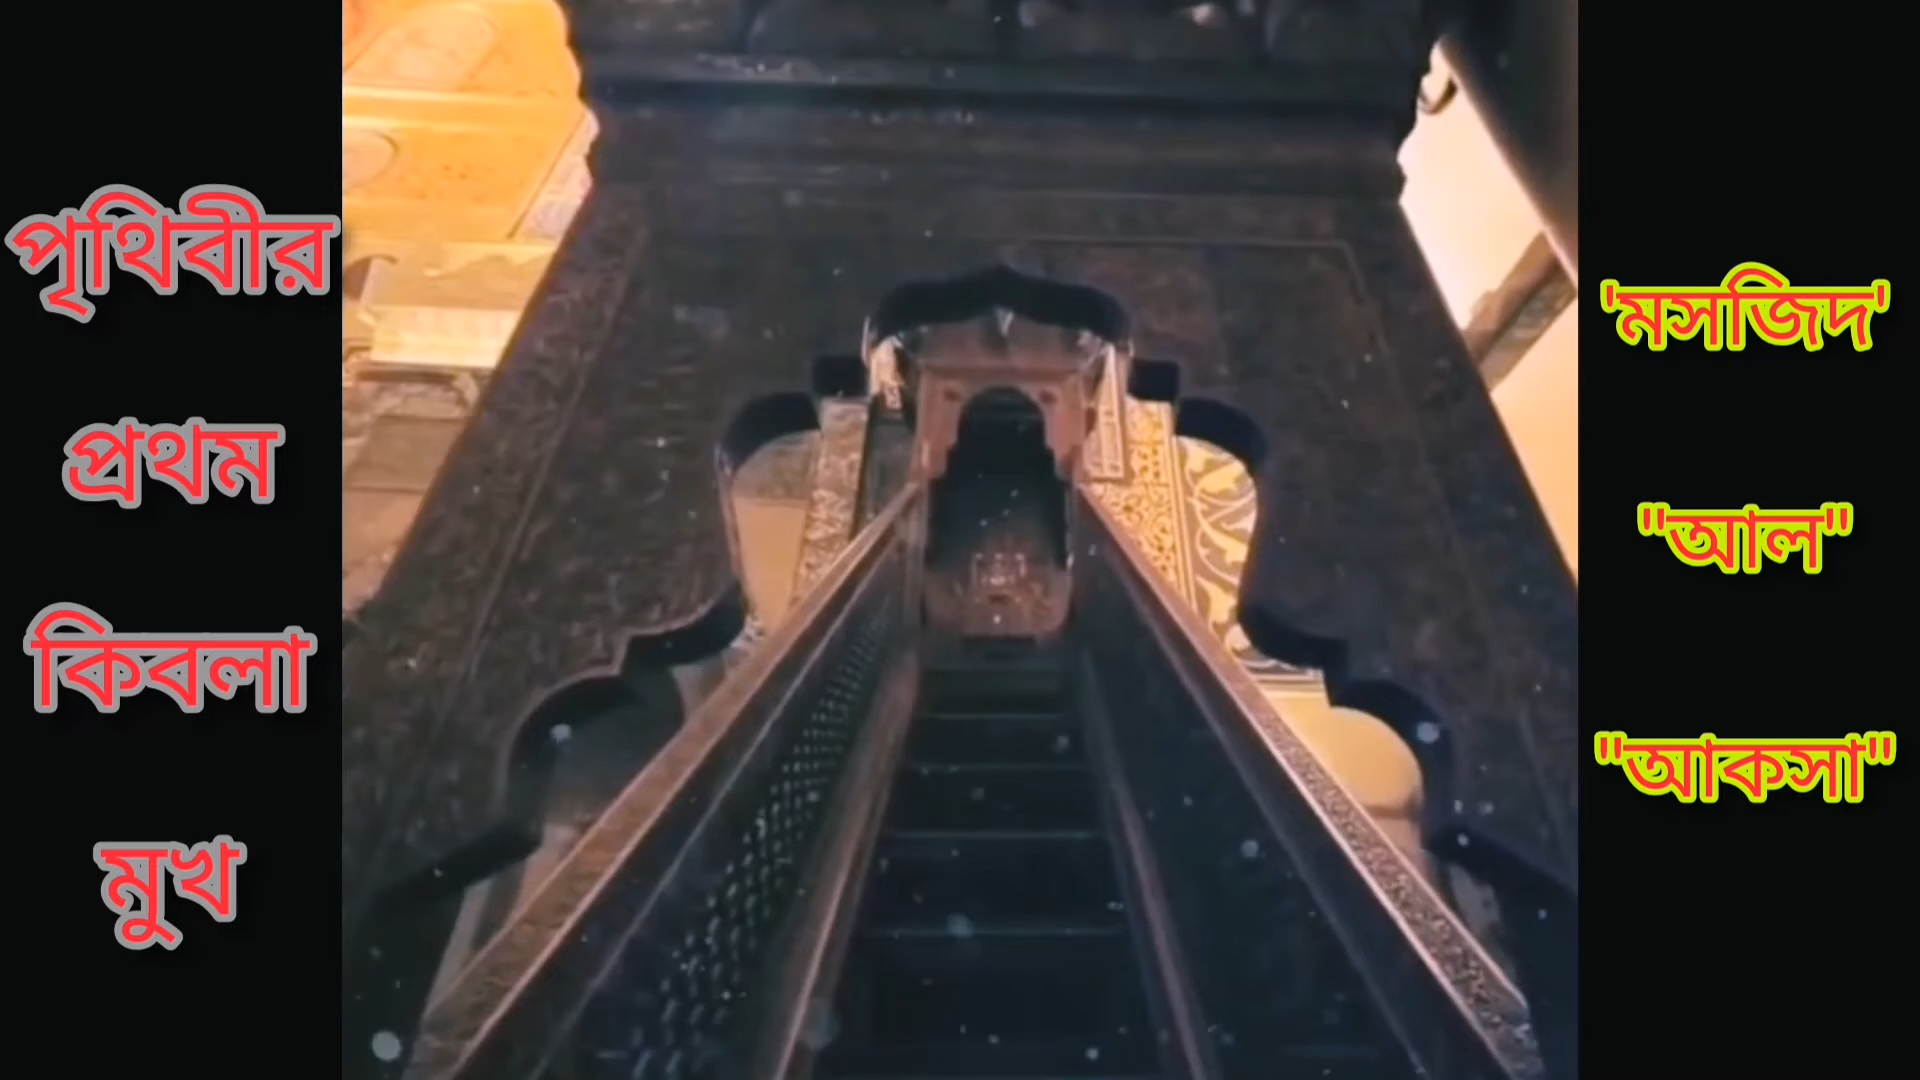 পৃথিবীর
প্রথম
কিবলা
মুখ
'মসজিদ'
"আল"
"আকসা"